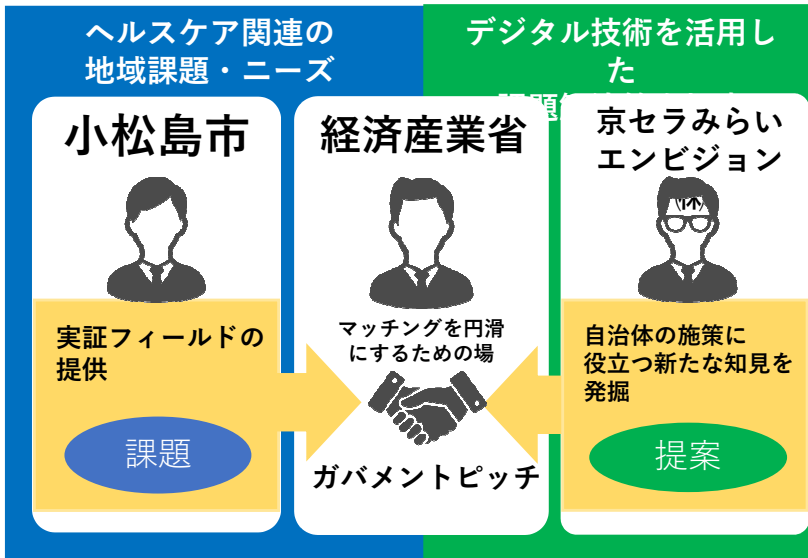 ヘルスケア関連の
地域課題・ニーズ
デジタル技術を活用し
た
小松島市
経済産業省
京セラみらい
エンビジョン
㈱
実証フィールドの
提供
課題
マッチングを円滑
にするための場
ガバメントピッチ
自治体の施策に
役立つ新たな知見を
発掘
提案